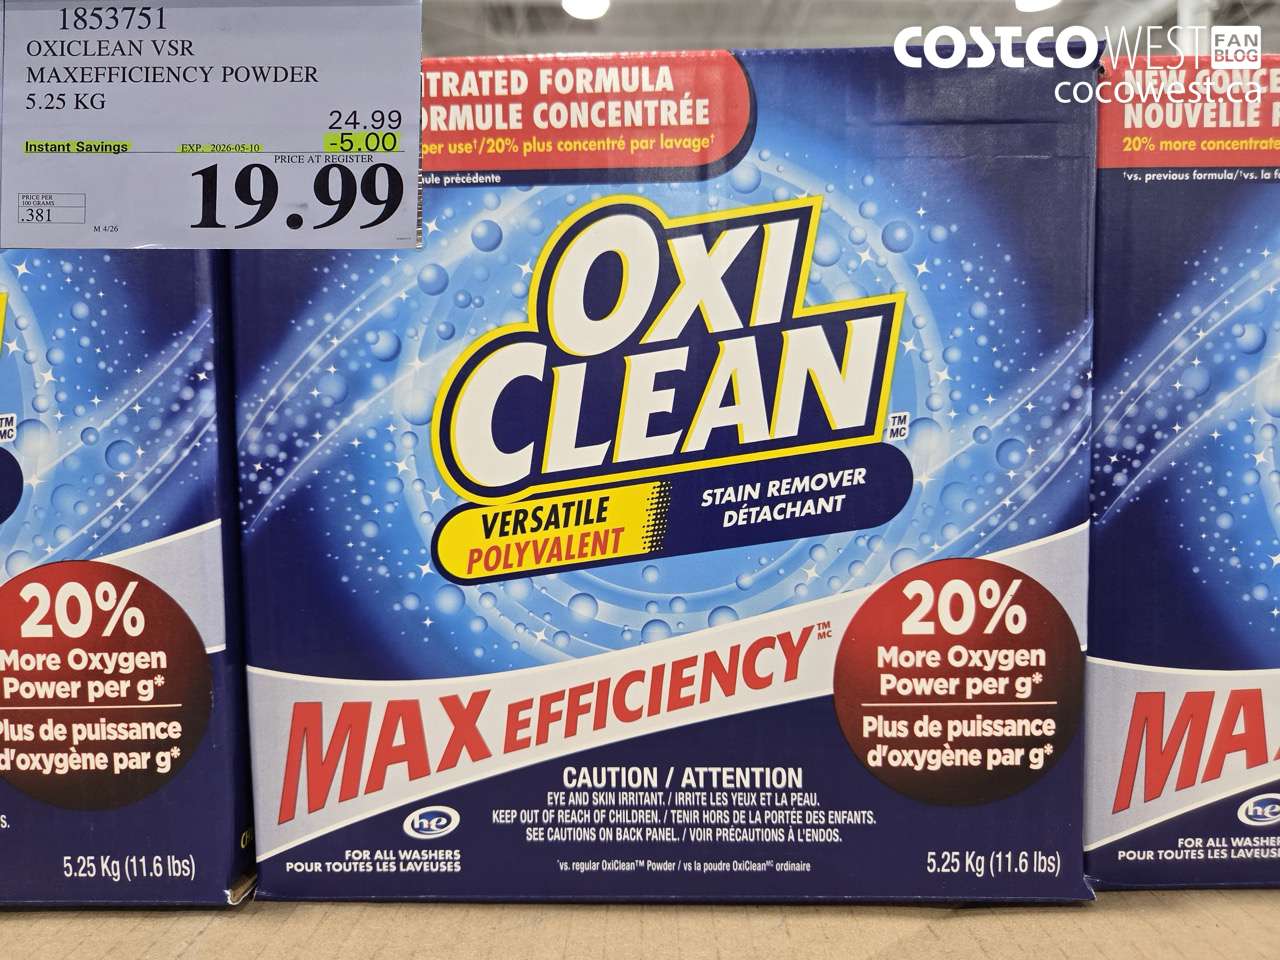 1853751
OXICLEAN VSR
MAXEFFICIENCY POWDER
5.25 KG
24.99
Instant Savings EXP. 2026-05-10 -5.00
PRICE AT REGISTER
19.99
PRICE PER
100 GRAMS
.381
M 4/26
COSTCO WEST FAN BLOG
cocowest.ca
TRATED FORMULA
RMULE CONCENTRÉE
per use†/20% plus concentré par lavage†
ule précédente
OXI
CLEAN
TM
MC
VERSATILE
POLYVALENT
STAIN REMOVER
DÉTACHANT
20%
More Oxygen
Power per g*
Plus de puissance
d'oxygène par g*
MAX EFFICIENCY TM MC
CAUTION / ATTENTION
EYE AND SKIN IRRITANT. / IRRITE LES YEUX ET LA PEAU.
KEEP OUT OF REACH OF CHILDREN. / TENIR HORS DE LA PORTÉE DES ENFANTS.
SEE CAUTIONS ON BACK PANEL. / VOIR PRÉCAUTIONS À L'ENDOS.
*vs. regular OxiClean™ Powder / vs la poudre OxiClean MC ordinaire
he
FOR ALL WASHERS
POUR TOUTES LES LAVEUSES
5.25 Kg (11.6 lbs)
TM
MC
20%
More Oxygen
Power per g*
Plus de puissance
d'oxygène par g*
S.
5.25 Kg (11.6 lbs)
NEW CONCE
NOUVELLE
20% more concentrate
†vs. previous formula/†vs. la fo
MA
he
FOR ALL WASHER
POUR TOUTES LES LAVEUS